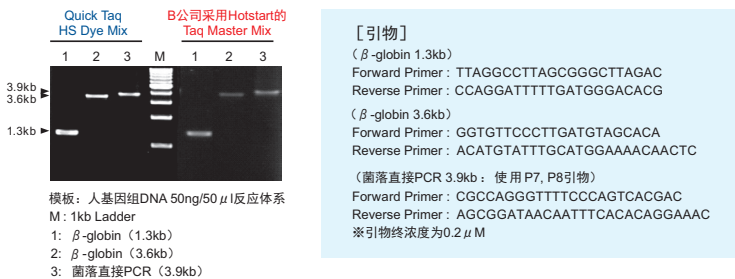 Quick Taq
HS Dye Mix
B公司采用Hotstart的
Taq Master Mix
1 2 3 M 1 2 3
3.9kb
3.6kb
1.3kb
模板：人基因组DNA 50ng/50μl反应体系
M : 1kb Ladder
1: β-globin（1.3kb）
2: β-globin（3.6kb）
3: 菌落直接PCR（3.9kb）
［引物］
（β-globin 1.3kb）
Forward Primer : TTAGGCCTTAGCGGGCTTAGAC
Reverse Primer : CCAGGATTTTTGATGGGACACG
（β-globin 3.6kb）
Forward Primer : GGTGTTCCCTTGATGTAGCACA
Reverse Primer : ACATGTATTTGCATGGAAAACAACTC
（菌落直接PCR 3.9kb：使用P7, P8引物）
Forward Primer : CGCCAGGGTTTTCCCAGTCACGAC
Reverse Primer : AGCGGATAACAATTTCACACAGGAAAC
※引物终浓度为0.2μM